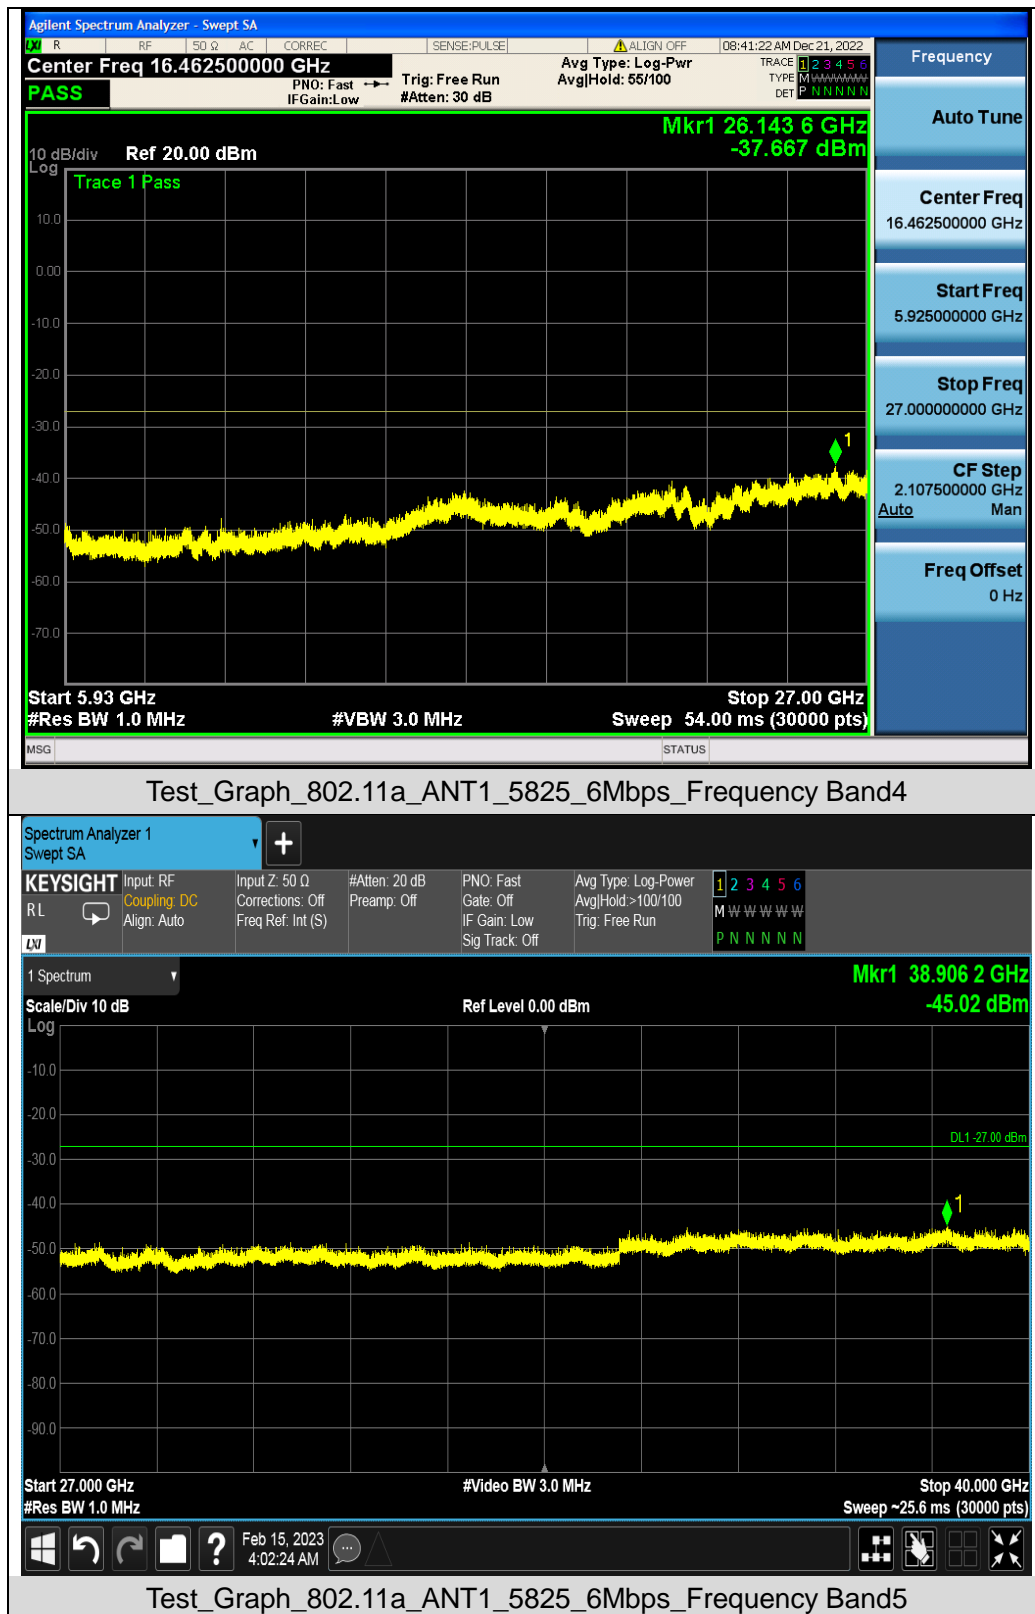 Agilent Spectrum Analyzer - Swept SA
LXI R RF 50 Ω AC CORREC SENSE:PULSE ALIGN OFF 08:41:22 AM Dec 21, 2022
Center Freq 16.462500000 GHz
PASS
PNO: Fast
IFGain:Low
Trig: Free Run
#Atten: 30 dB
Avg Type: Log-Pwr
Avg|Hold: 55/100
TRACE 1 2 3 4 5 6
TYPE M W W W W W
DET P N N N N N
Mkr1 26.143 6 GHz
-37.667 dBm
10 dB/div Ref 20.00 dBm
Log
Trace 1 Pass
10.0
0.00
-10.0
-20.0
-30.0
-40.0
-50.0
-60.0
-70.0
1
Start 5.93 GHz Stop 27.00 GHz
#Res BW 1.0 MHz #VBW 3.0 MHz Sweep 54.00 ms (30000 pts)
MSG STATUS
Frequency
Auto Tune
Center Freq
16.462500000 GHz
Start Freq
5.925000000 GHz
Stop Freq
27.000000000 GHz
CF Step
2.107500000 GHz
Auto Man
Freq Offset
0 Hz
Test_Graph_802.11a_ANT1_5825_6Mbps_Frequency Band4
Spectrum Analyzer 1
Swept SA
+
KEYSIGHT
R L
LXI
Input: RF
Coupling: DC
Align: Auto
Input Z: 50 Ω
Corrections: Off
Freq Ref: Int (S)
#Atten: 20 dB
Preamp: Off
PNO: Fast
Gate: Off
IF Gain: Low
Sig Track: Off
Avg Type: Log-Power
Avg|Hold:>100/100
Trig: Free Run
1 2 3 4 5 6
M W W W W W
P N N N N N
1 Spectrum
Mkr1 38.906 2 GHz
-45.02 dBm
Scale/Div 10 dB Ref Level 0.00 dBm
Log
-10.0
-20.0
DL1 -27.00 dBm
-30.0
-40.0
1
-50.0
-60.0
-70.0
-80.0
-90.0
Start 27.000 GHz #Video BW 3.0 MHz Stop 40.000 GHz
#Res BW 1.0 MHz Sweep ~25.6 ms (30000 pts)
?
Feb 15, 2023
4:02:24 AM
Test_Graph_802.11a_ANT1_5825_6Mbps_Frequency Band5